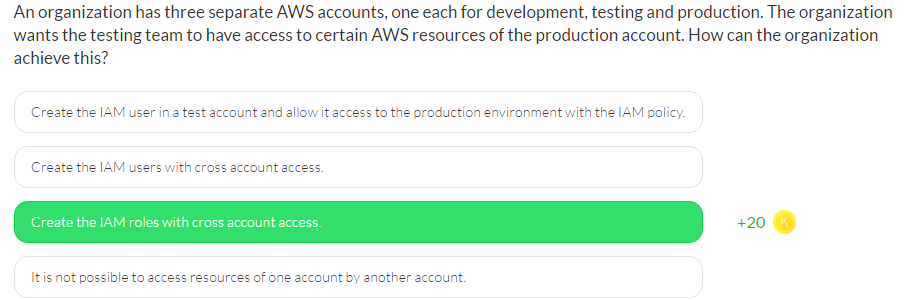 An organization has three separate AWS accounts, one each for development, testing and production. The organization
wants the testing team to have access to certain AWS resources of the production account. How can the organization
achieve this?
Create the IAM user in a test account and allow it access to the production environment with the IAM policy.
Create the IAM users with cross account access.
Create the IAM roles with cross account access.
+20
It is not possible to access resources of one account by another account.